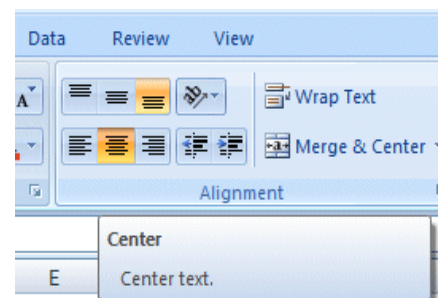 Data Review View
A Wrap Text
Merge & Center
Alignment
Center
E Center text.